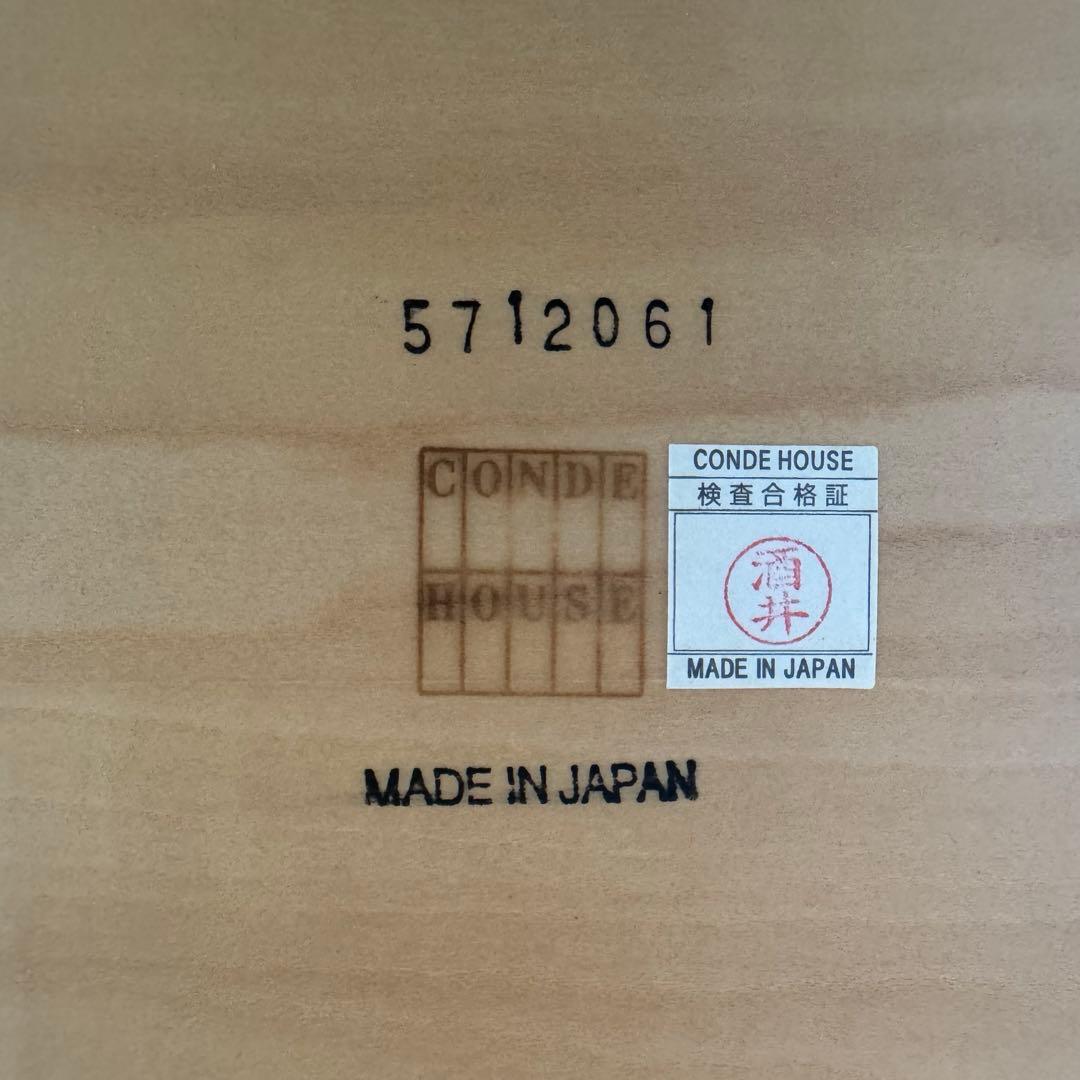 5712061
CONDE
HOUSE
CONDE HOUSE
検査合格証
酒井
MADE IN JAPAN
MADE IN JAPAN